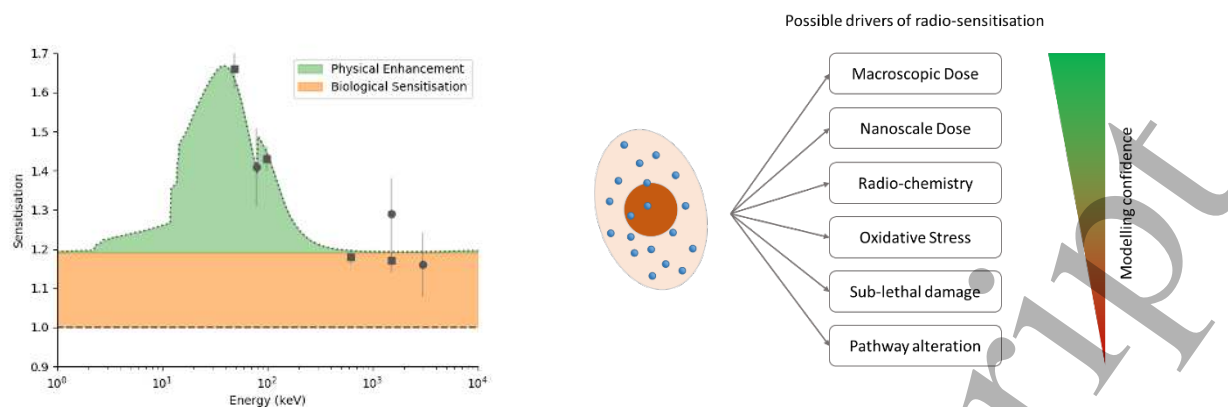 1.7
1.6
1.5
1.4
1.3
1.2
1.1
1.0
0.9
Sensitisation
Physical Enhancement
Biological Sensitisation
10⁰
10¹
10²
10³
10⁴
Energy (keV)
Possible drivers of radio-sensitisation
Macroscopic Dose
Nanoscale Dose
Radio-chemistry
Oxidative Stress
Sub-lethal damage
Pathway alteration
Modelling confidence
ript